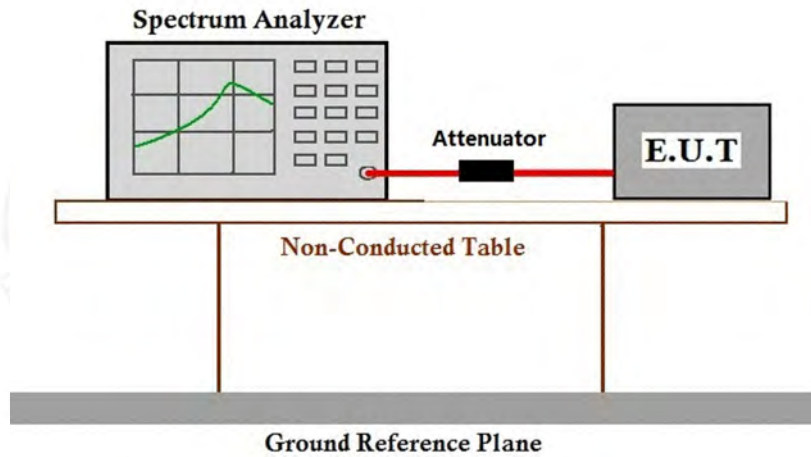 Spectrum Analyzer
Attenuator
E.U.T
Non-Conducted Table
Ground Reference Plane